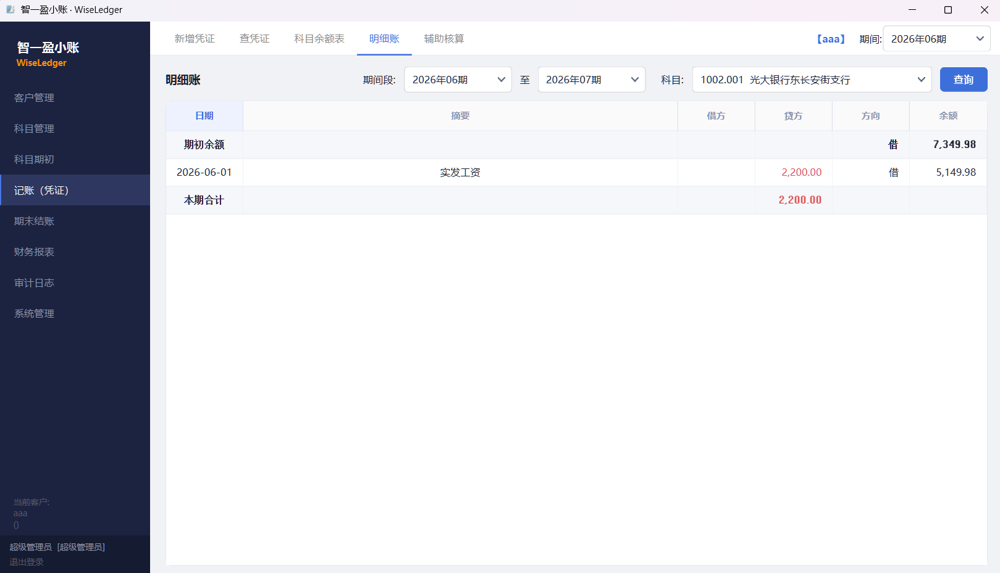 智一盈小账 · WiseLedger
智一盈小账
WiseLedger
客户管理
科目管理
科目期初
记账（凭证）
期末结账
财务报表
审计日志
系统管理
当前客户:
aaa
()
超级管理员 [超级管理员]
退出登录
新增凭证 查凭证 科目余额表 明细账 辅助核算 【aaa】 期间: 2026年06期
明细账 期间段: 2026年06期 至 2026年07期 科目: 1002.001 光大银行东长安街支行 查询
日期 摘要 借方 贷方 方向 余额
期初余额 借 7,349.98
2026-06-01 实发工资 2,200.00 借 5,149.98
本期合计 2,200.00